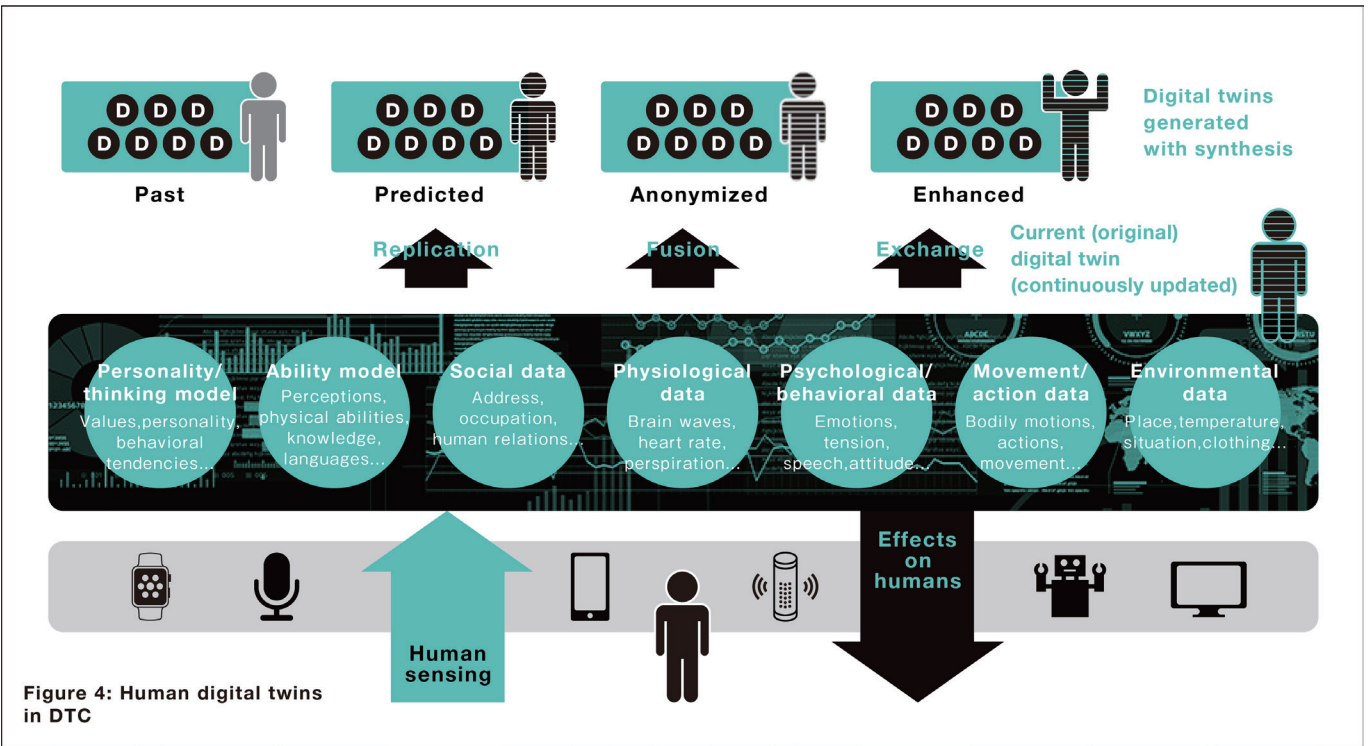 D D D
D D D D
Past
D D D
D D D D
Predicted
D D D
D D D D
Anonymized
D D D
D D D D
Enhanced
Digital twins
generated
with synthesis
Replication
Fusion
Exchange
Current (original)
digital twin
(continuously updated)
ABCDE
VWXYZ
Personality/
thinking model
Values,personality,
behavioral
tendencies...
Ability model
Perceptions,
physical abilities,
knowledge,
languages...
Social data
Address,
occupation,
human relations...
Physiological
data
Brain waves,
heart rate,
perspiration...
Psychological/
behavioral data
Emotions,
tension,
speech,attitude...
Movement/
action data
Bodily motions,
actions,
movement...
Environmental
data
Place,temperature,
situation,clothing...
Human
sensing
Effects
on
humans
Figure 4: Human digital twins
in DTC